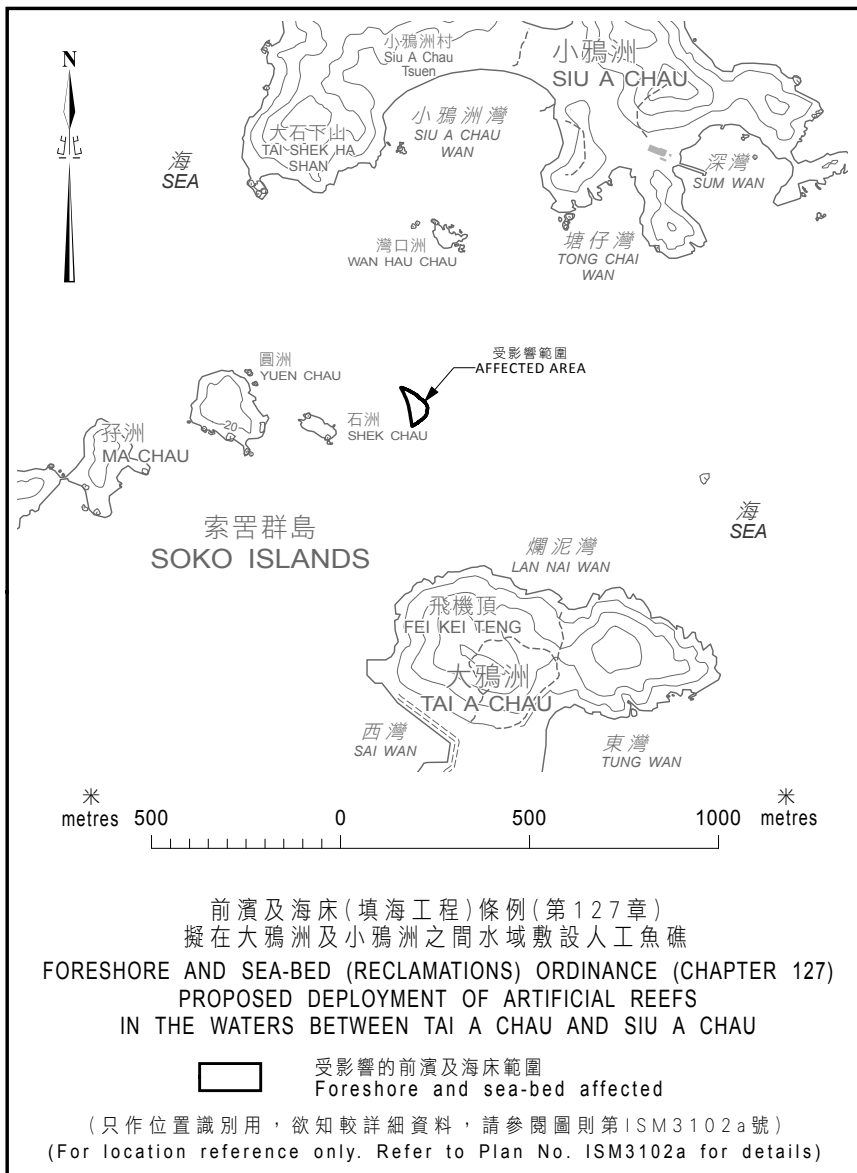 N
小鴉洲村
Siu A Chau
Tsuen
小鴉洲
SIU A CHAU
大石下山
TAI SHEK HA
SHAN
小鴉洲灣
SIU A CHAU
WAN
海
SEA
深灣
SUM WAN
灣口洲
WAN HAU CHAU
塘仔灣
TONG CHAI
WAN
受影響範圍
AFFECTED AREA
圓洲
YUEN CHAU
20
石洲
SHEK CHAU
孖洲
MA CHAU
索罟群島
SOKO ISLANDS
海
SEA
爛泥灣
LAN NAI WAN
飛機頂
FEI KEI TENG
大鴉洲
TAI A CHAU
西灣
SAI WAN
東灣
TUNG WAN
米
metres 500 0 500 1000 米
metres
前濱及海床(填海工程)條例(第127章)
擬在大鴉洲及小鴉洲之間水域敷設人工魚礁
FORESHORE AND SEA-BED (RECLAMATIONS) ORDINANCE (CHAPTER 127)
PROPOSED DEPLOYMENT OF ARTIFICIAL REEFS
IN THE WATERS BETWEEN TAI A CHAU AND SIU A CHAU
受影響的前濱及海床範圍
Foreshore and sea-bed affected
(只作位置識別用，欲知較詳細資料，請參閱圖則第ISM3102a號)
(For location reference only. Refer to Plan No. ISM3102a for details)